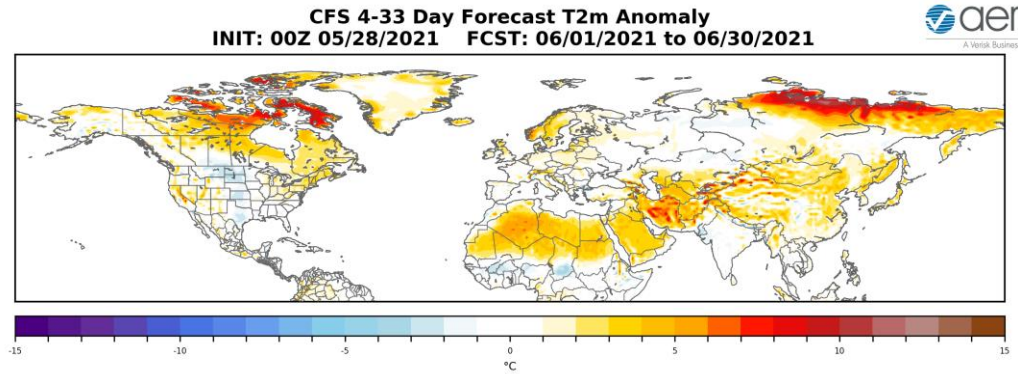 CFS 4-33 Day Forecast T2m Anomaly
INIT: 00Z 05/28/2021 FCST: 06/01/2021 to 06/30/2021
aer
A Verisk Business
-15 -10 -5 0 5 10 15
°C